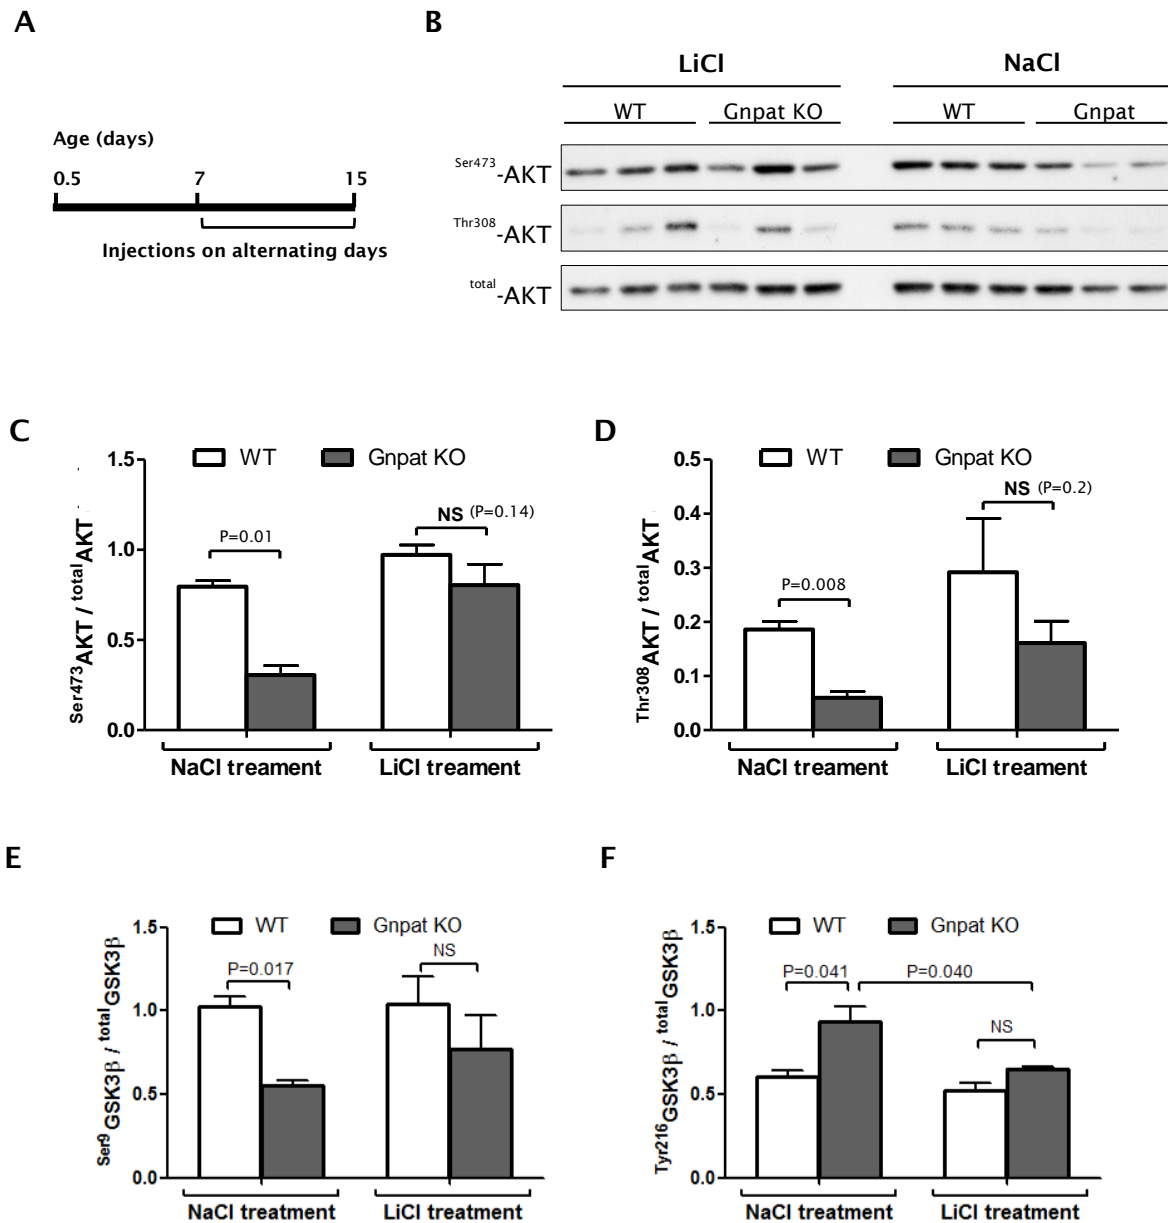 A
Age (days)
0.5 7 15
Injections on alternating days
B
LiCl NaCl
WT Gnpat KO WT Gnpat
Ser473-AKT
Thr308-AKT
total-AKT
C
WT Gnpat KO
Ser473AKT / totalAKT
1.5
1.0
0.5
0.0
P=0.01
NS (P=0.14)
NaCl treament LiCl treament
D
WT Gnpat KO
Thr308AKT / totalAKT
0.5
0.4
0.3
0.2
0.1
0.0
P=0.008
NS (P=0.2)
NaCl treament LiCl treament
E
WT Gnpat KO
Ser9GSK3β / totalGSK3β
1.5
1.0
0.5
0.0
P=0.017
NS
NaCl treatment LiCl treatment
F
WT Gnpat KO
Tyr216GSK3β / totalGSK3β
1.5
1.0
0.5
0.0
P=0.041 P=0.040
NS
NaCl treatment LiCl treatment